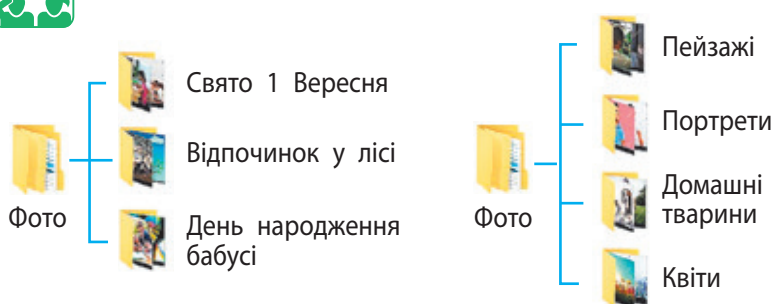 Свято 1 Вересня
Відпочинок у лісі
Фото
День народження
бабусі
Пейзажі
Портрети
Домашні
тварини
Фото
Квіти